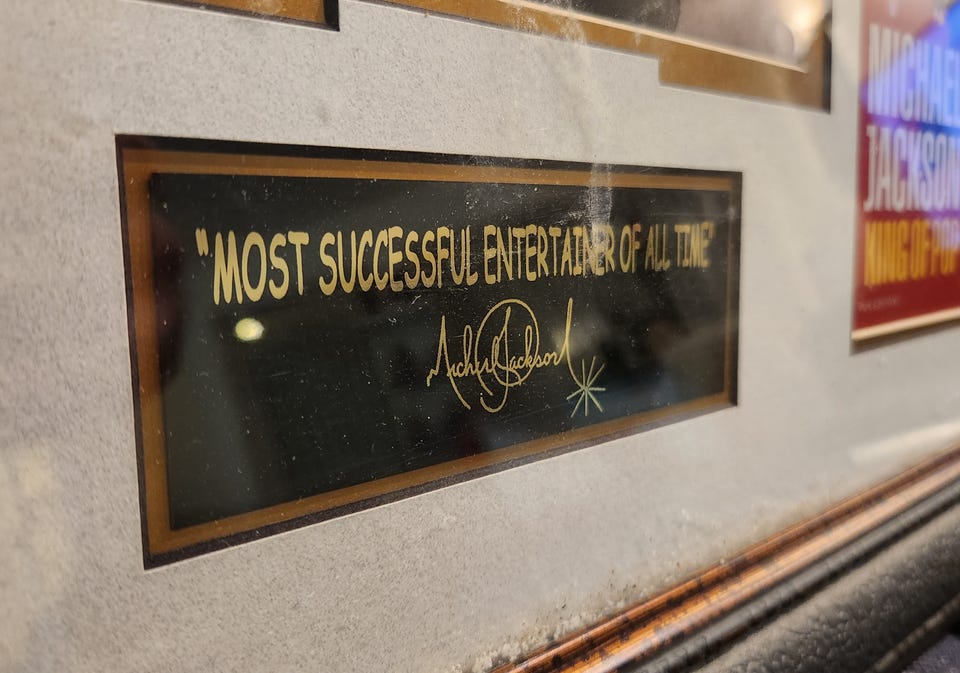 "MOST SUCCESSFUL ENTERTAINER OF ALL TIME"
Michael Jackson
MICHAEL
JACKSON
KING OF POP